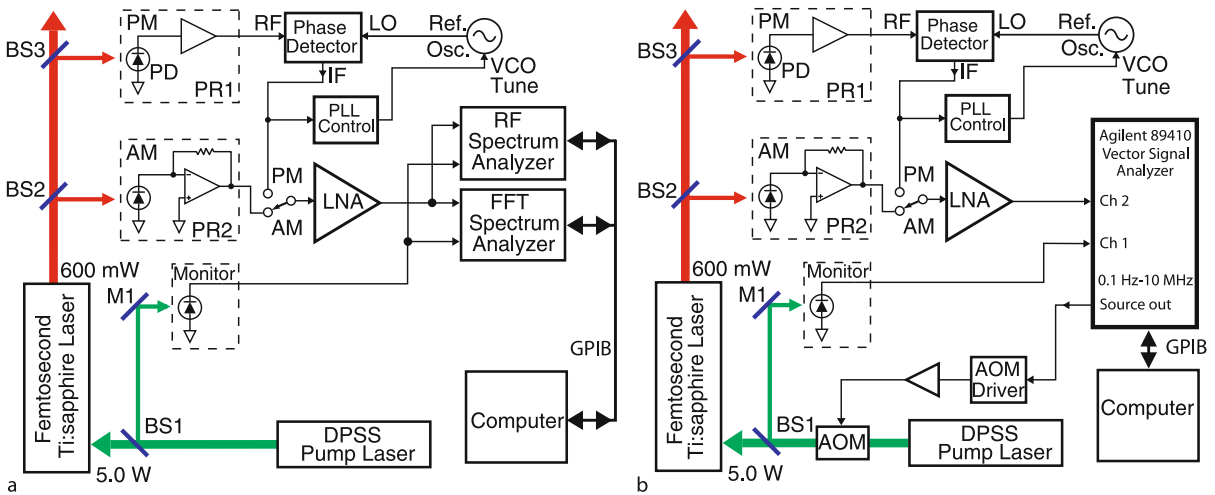 BS3
PM
PD
PR1
RF
Phase
Detector
LO
Ref.
Osc.
IF
VCO
Tune
PLL
Control
BS2
AM
PR2
PM
AM
LNA
RF
Spectrum
Analyzer
FFT
Spectrum
Analyzer
600 mW
M1
Monitor
Femtosecond
Ti:sapphire Laser
BS1
5.0 W
DPSS
Pump Laser
GPIB
Computer
a
BS3
PM
PD
PR1
RF
Phase
Detector
LO
Ref.
Osc.
IF
VCO
Tune
PLL
Control
BS2
AM
PR2
PM
AM
LNA
Agilent 89410
Vector Signal
Analyzer
Ch 2
Ch 1
0.1 Hz-10 MHz
Source out
600 mW
M1
Monitor
Femtosecond
Ti:sapphire Laser
BS1
5.0 W
AOM
AOM
Driver
DPSS
Pump Laser
GPIB
Computer
b